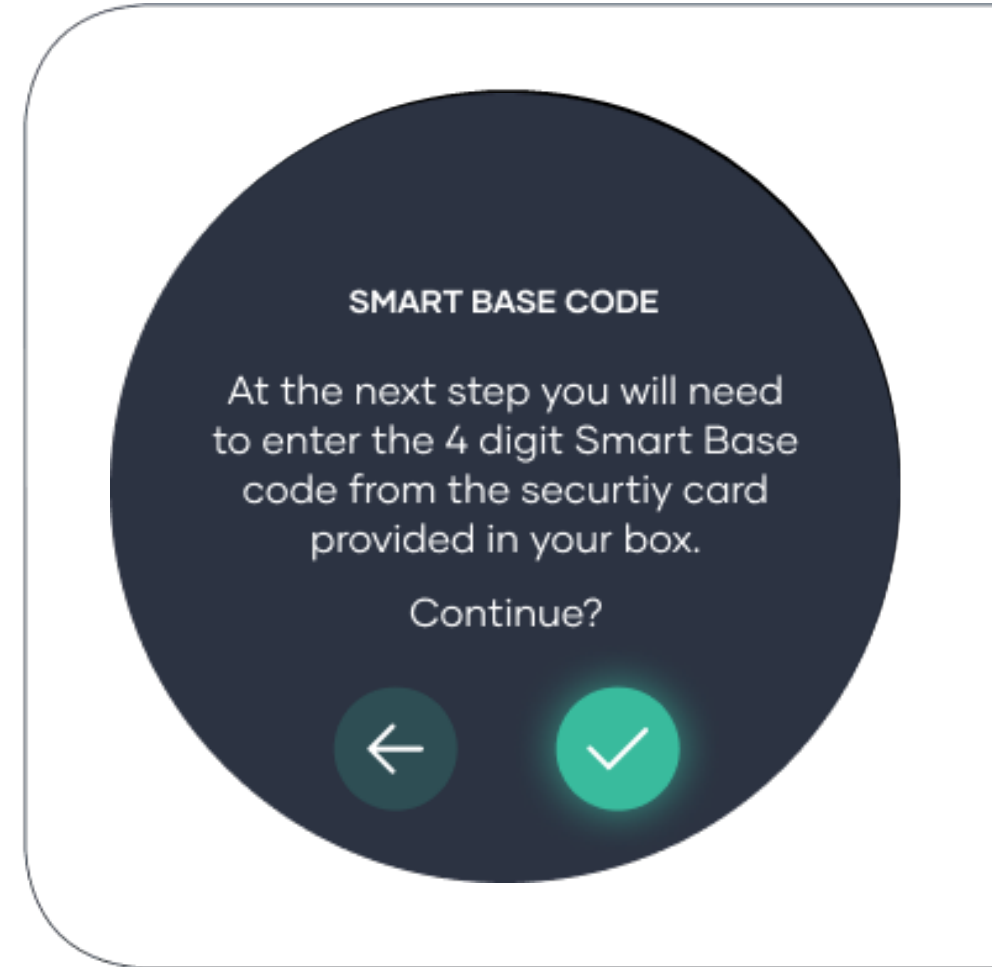 SMART BASE CODE
At the next step you will need
to enter the 4 digit Smart Base
code from the securtiy card
provided in your box.
Continue?